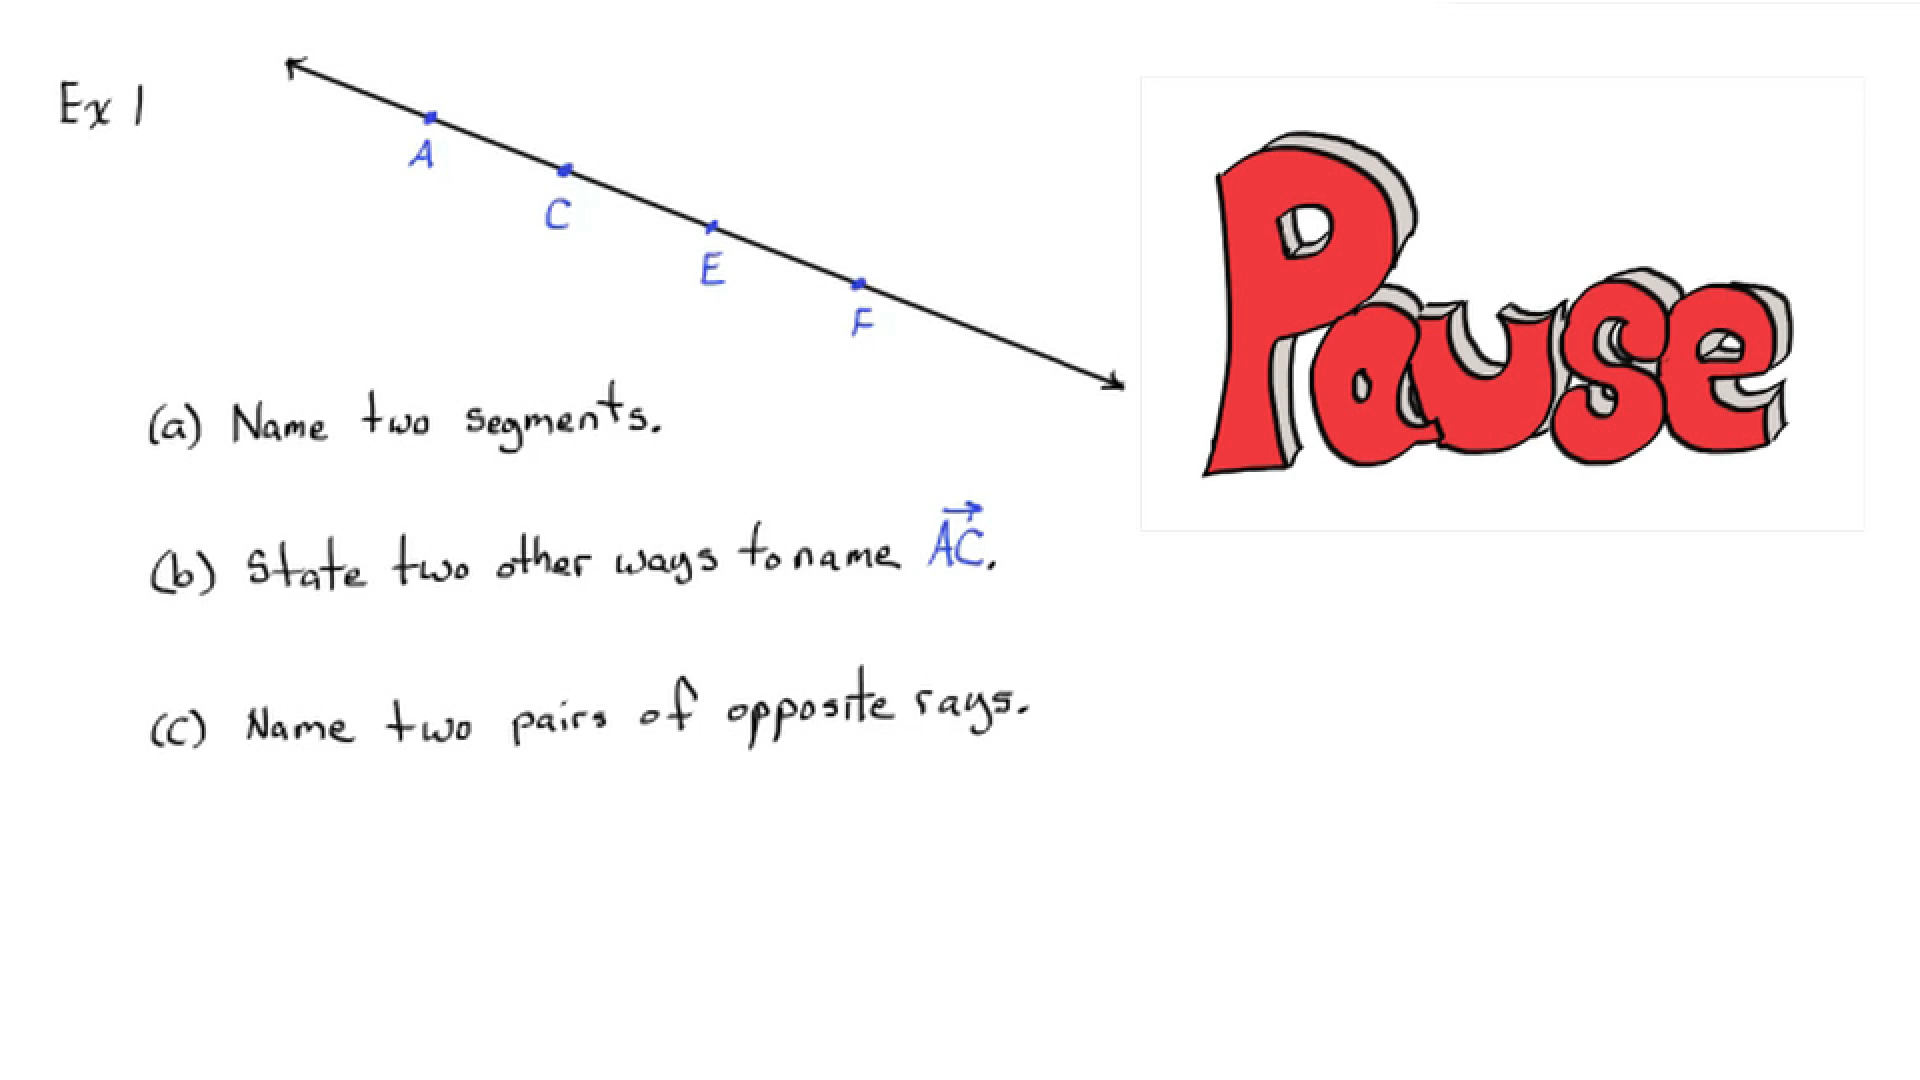 Ex 1
A
C
E
F
Pause
(a) Name two segments.
(b) State two other ways to name \overrightarrow{AC}.
(c) Name two pairs of opposite rays.